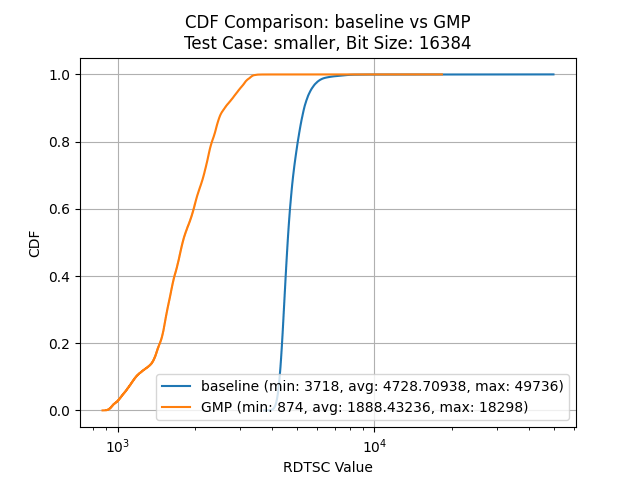 CDF Comparison: baseline vs GMP
Test Case: smaller, Bit Size: 16384
1.0
0.8
0.6
0.4
0.2
0.0
CDF
baseline (min: 3718, avg: 4728.70938, max: 49736)
GMP (min: 874, avg: 1888.43236, max: 18298)
10³ 10⁴
RDTSC Value